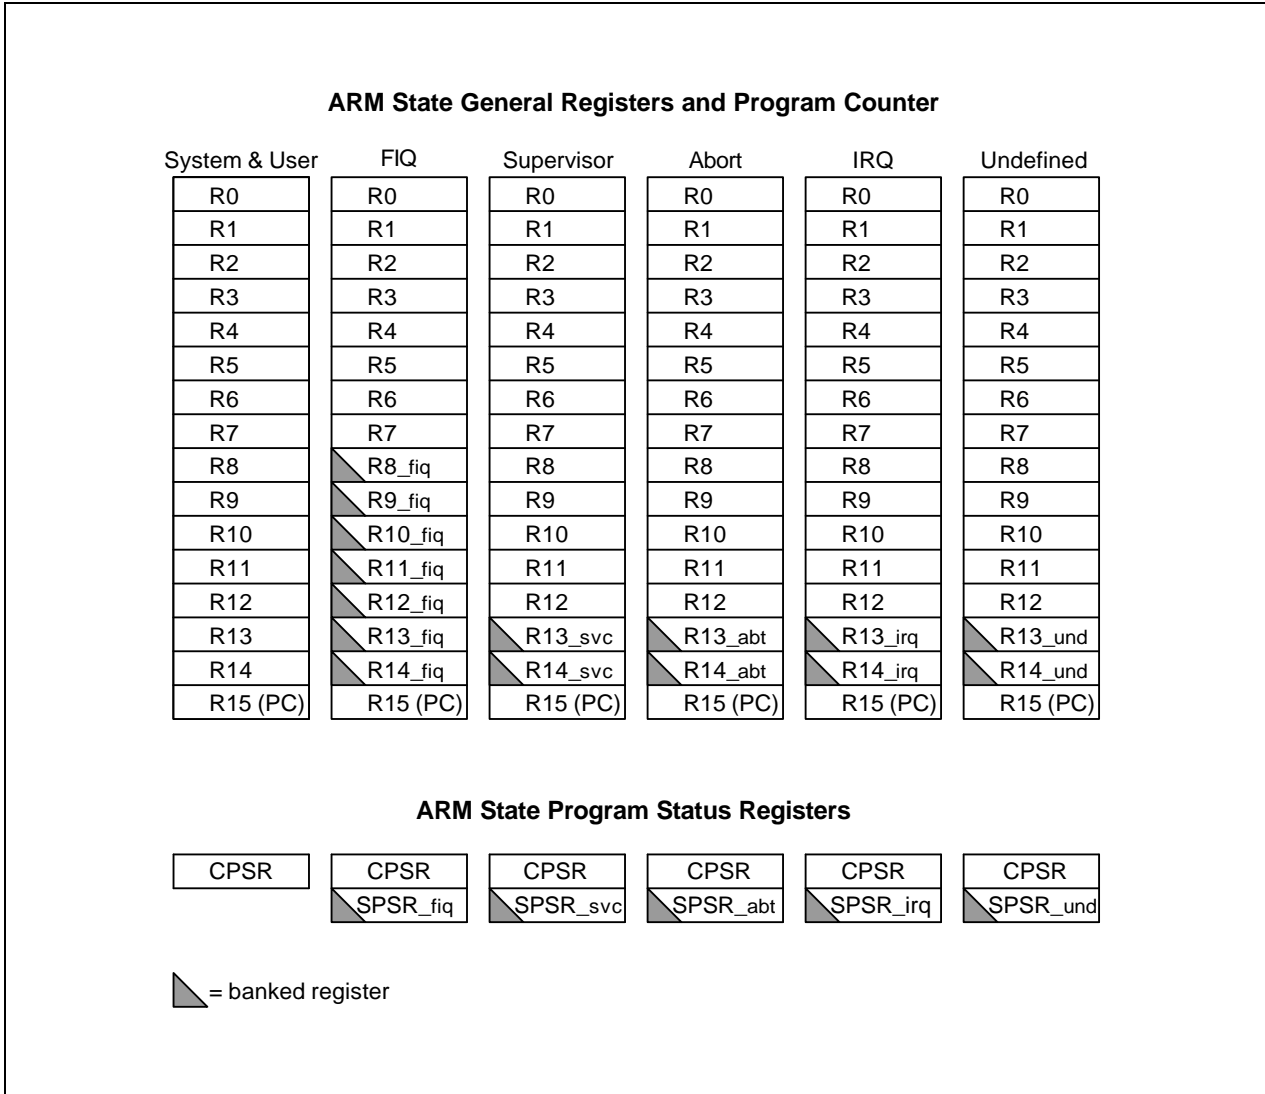 ARM State General Registers and Program Counter
System & User FIQ Supervisor Abort IRQ Undefined
R0 R0 R0 R0 R0 R0
R1 R1 R1 R1 R1 R1
R2 R2 R2 R2 R2 R2
R3 R3 R3 R3 R3 R3
R4 R4 R4 R4 R4 R4
R5 R5 R5 R5 R5 R5
R6 R6 R6 R6 R6 R6
R7 R7 R7 R7 R7 R7
R8 R8_fiq R8 R8 R8 R8
R9 R9_fiq R9 R9 R9 R9
R10 R10_fiq R10 R10 R10 R10
R11 R11_fiq R11 R11 R11 R11
R12 R12_fiq R12 R12 R12 R12
R13 R13_fiq R13_svc R13_abt R13_irq R13_und
R14 R14_fiq R14_svc R14_abt R14_irq R14_und
R15 (PC) R15 (PC) R15 (PC) R15 (PC) R15 (PC) R15 (PC)
ARM State Program Status Registers
CPSR CPSR CPSR CPSR CPSR CPSR
SPSR_fiq SPSR_svc SPSR_abt SPSR_irq SPSR_und
= banked register